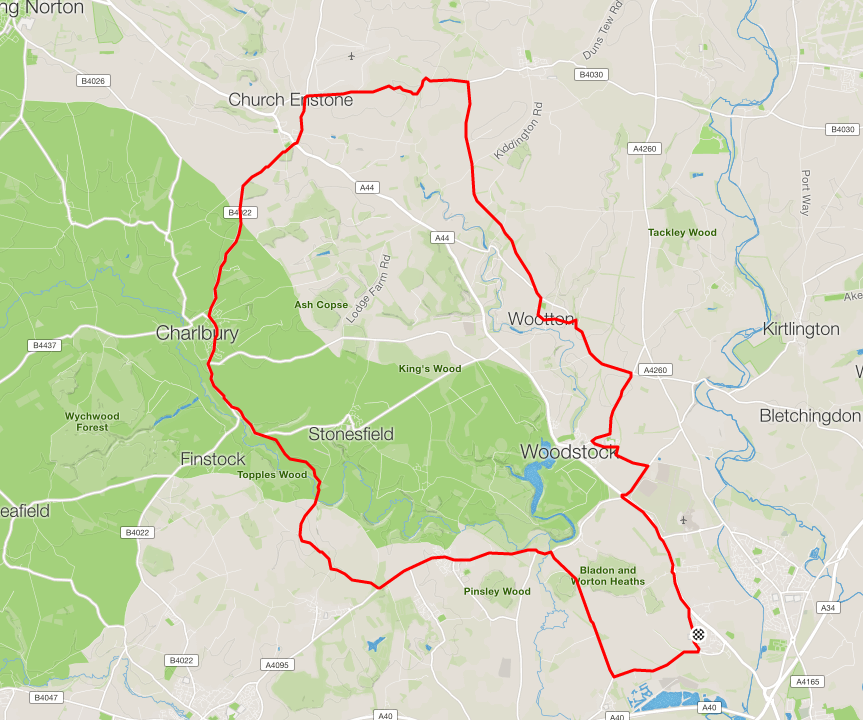 ng Norton
Duns Tew Rd
B4026
B4030
Church Enstone
Kiddington Rd
B4030
A4260
Port Way
A44
B4022
A44
Tackley Wood
Lodge Farm Rd
Ake
Ash Copse
Wootton
Kirtlington
Charlbury
B4437
King's Wood
A4260
W
Wychwood
Forest
Bletchingdon
Stonesfield
Woodstock
Finstock
Topples Wood
eafield
B4022
Bladon and
Worton Heaths
Pinsley Wood
A34
B4022
A4095
A4165
B4047
A40
A40
A40